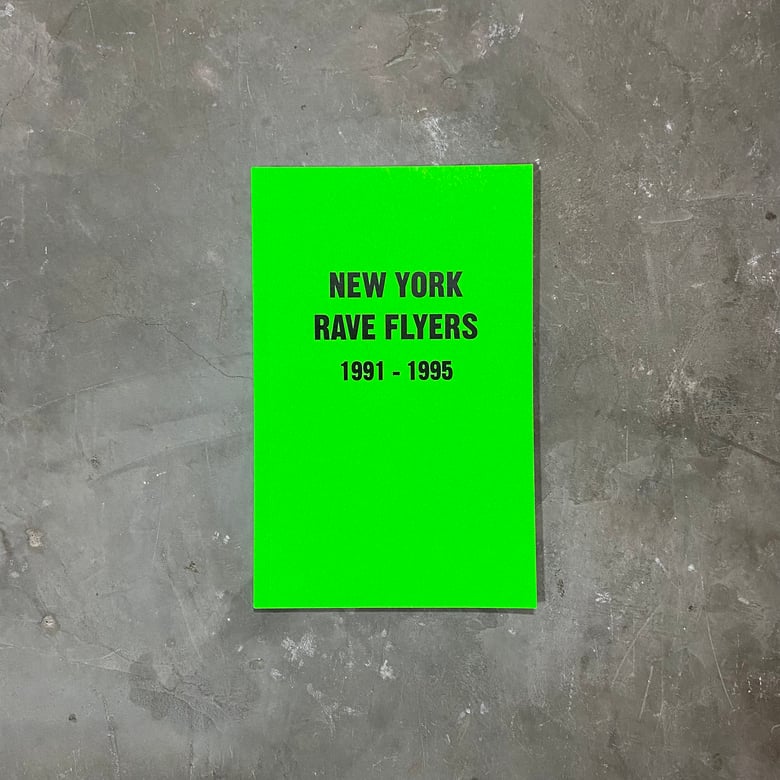 NEW YORK
RAVE FLYERS
1991 - 1995